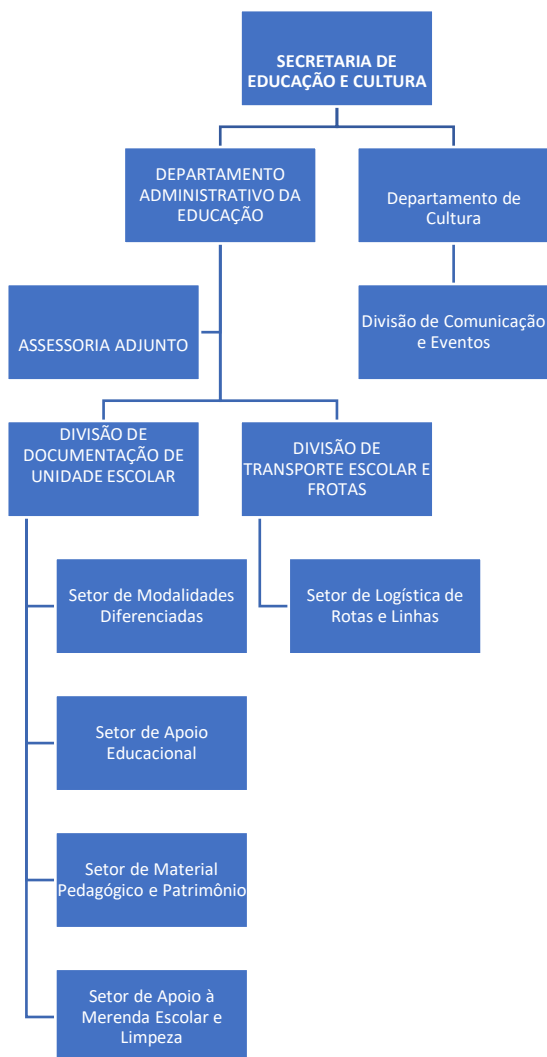 SECRETARIA DE
EDUCAÇÃO E CULTURA
DEPARTAMENTO
ADMINISTRATIVO DA
EDUCAÇÃO
Departamento de
Cultura
ASSESSORIA ADJUNTO
Divisão de Comunicação
e Eventos
DIVISÃO DE
DOCUMENTAÇÃO DE
UNIDADE ESCOLAR
DIVISÃO DE
TRANSPORTE ESCOLAR E
FROTAS
Setor de Modalidades
Diferenciadas
Setor de Logística de
Rotas e Linhas
Setor de Apoio
Educacional
Setor de Material
Pedagógico e Patrimônio
Setor de Apoio à
Merenda Escolar e
Limpeza